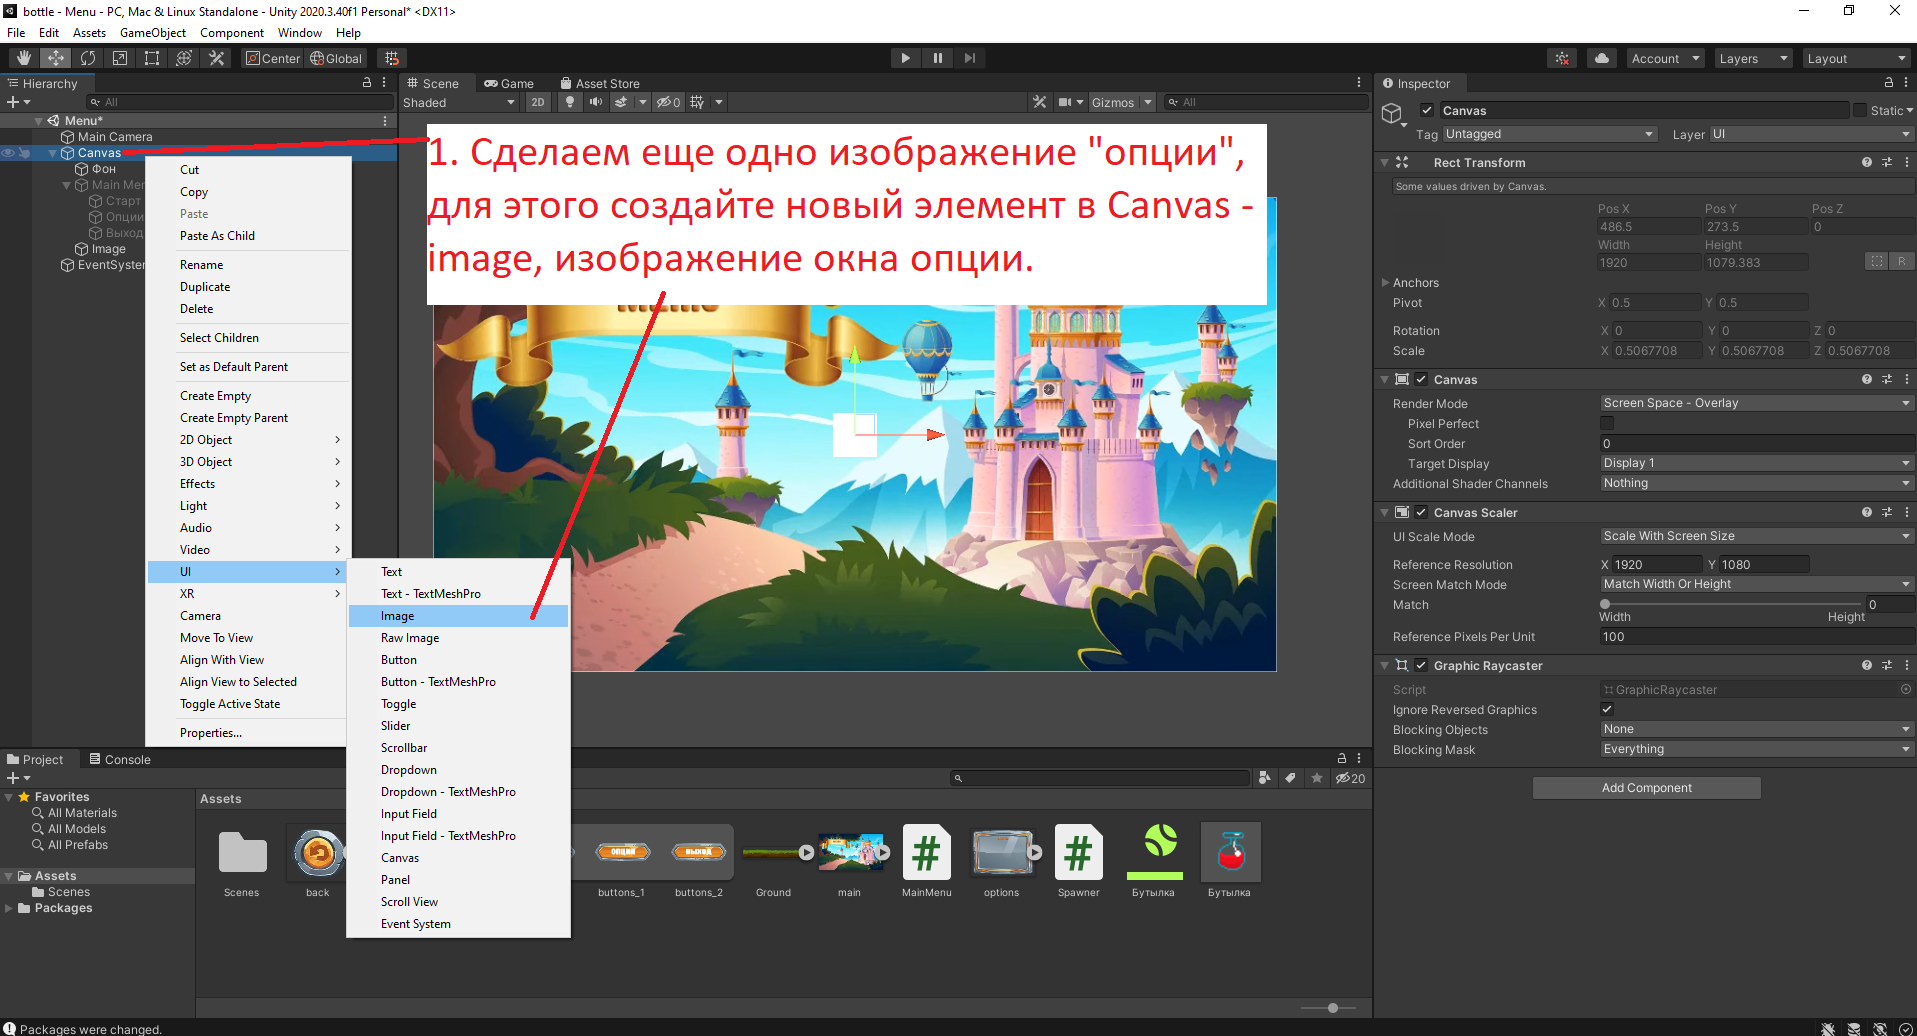 bottle - Menu - PC, Mac & Linux Standalone - Unity 2020.3.40f1 Personal* <DX11>
File Edit Assets GameObject Component Window Help
Center Global Account Layers Layout
Hierarchy
All
Menu*
Main Camera
Canvas
Фон
Main Mer
Старт
Опции
Выход
Image
EventSyster
Cut
Copy
Paste
Paste As Child
Rename
Duplicate
Delete
Select Children
Set as Default Parent
Create Empty
Create Empty Parent
2D Object
3D Object
Effects
Light
Audio
Video
UI
XR
Camera
Move To View
Align With View
Align View to Selected
Toggle Active State
Properties...
Text
Text - TextMeshPro
Image
Raw Image
Button
Button - TextMeshPro
Toggle
Slider
Scrollbar
Dropdown
Dropdown - TextMeshPro
Input Field
Input Field - TextMeshPro
Canvas
Panel
Scroll View
Event System
Scene Game Asset Store
Shaded 2D 0 Gizmos All
1. Сделаем еще одно изображение "опции",
для этого создайте новый элемент в Canvas -
image, изображение окна опции.
Inspector
Canvas Static
Tag Untagged Layer UI
Rect Transform
Some values driven by Canvas.
Pos X Pos Y Pos Z
486.5 273.5 0
Width Height
1920 1079.383
R
Anchors
Pivot X 0.5 Y 0.5
Rotation X 0 Y 0 Z 0
Scale X 0.5067708 Y 0.5067708 Z 0.5067708
Canvas
Render Mode Screen Space - Overlay
Pixel Perfect
Sort Order 0
Target Display Display 1
Additional Shader Channels Nothing
Canvas Scaler
UI Scale Mode Scale With Screen Size
Reference Resolution X 1920 Y 1080
Screen Match Mode Match Width Or Height
Match 0
Width Height
Reference Pixels Per Unit 100
Graphic Raycaster
Script GraphicRaycaster
Ignore Reversed Graphics
Blocking Objects None
Blocking Mask Everything
Add Component
Project Console
20
Favorites
All Materials
All Models
All Prefabs
Assets
Scenes
Packages
Assets
ОПЦИИ ВЫХОД
Scenes back buttons_1 buttons_2 Ground main MainMenu options Spawner Бутылка Бутылка
Packages were changed.